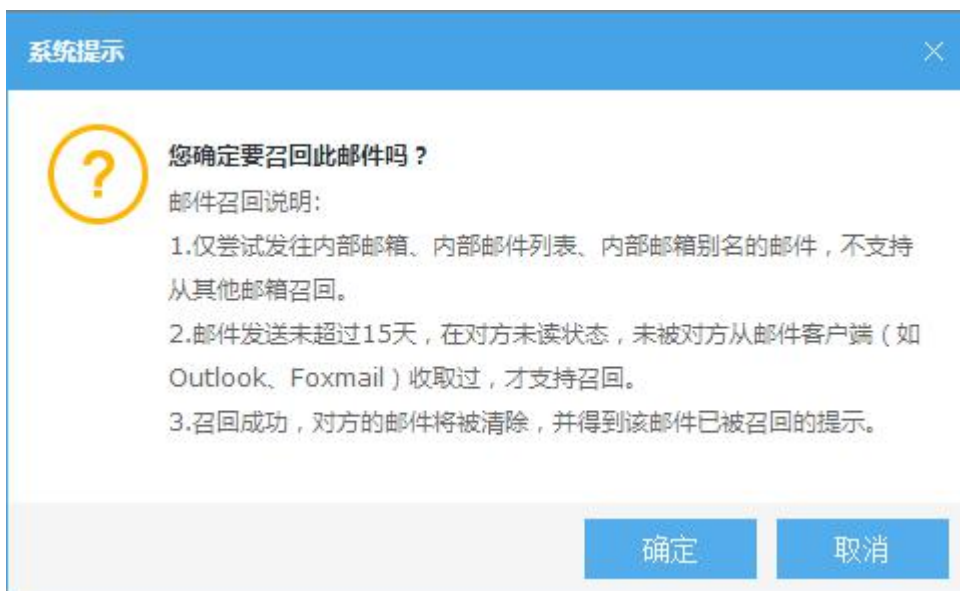 系统提示
您确定要召回此邮件吗？
邮件召回说明:
1.仅尝试发往内部邮箱、内部邮件列表、内部邮箱别名的邮件，不支持
从其他邮箱召回。
2.邮件发送未超过15天，在对方未读状态，未被对方从邮件客户端（如
Outlook、Foxmail）收取过，才支持召回。
3.召回成功，对方的邮件将被清除，并得到该邮件已被召回的提示。
确定 取消